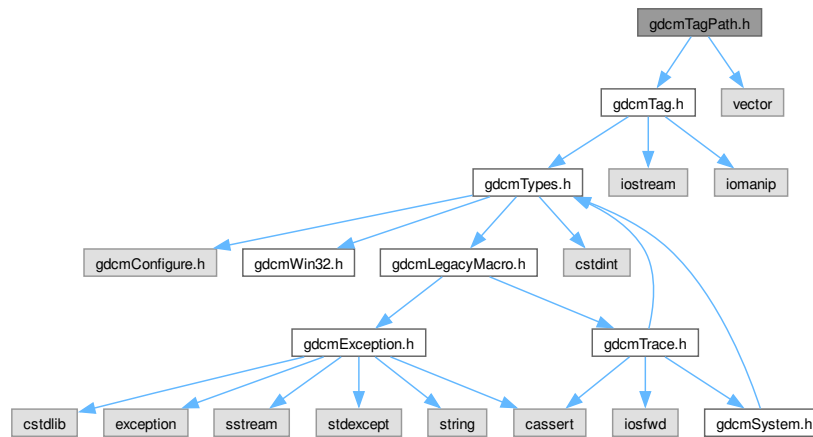 gdcmTagPath.h
gdcmTag.h
vector
gdcmTypes.h
iostream
iomanip
gdcmConfigure.h
gdcmWin32.h
gdcmLegacyMacro.h
cstdint
gdcmException.h
gdcmTrace.h
cstdlib
exception
sstream
stdexcept
string
cassert
iosfwd
gdcmSystem.h